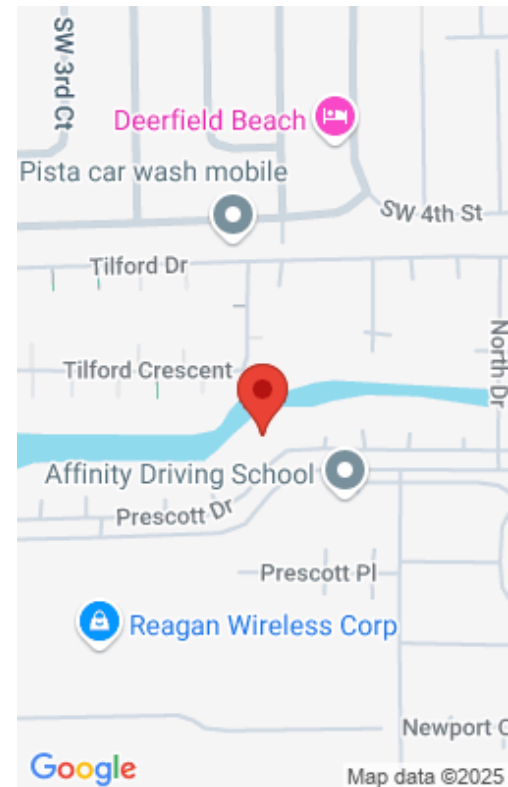 SW 3rd Ct
Deerfield Beach
Pista car wash mobile
SW 4th St
Tilford Dr
North Dr
Tilford Crescent
Affinity Driving School
Prescott Dr
Prescott Pl
Reagan Wireless Corp
Newport C
Google
Map data ©2025